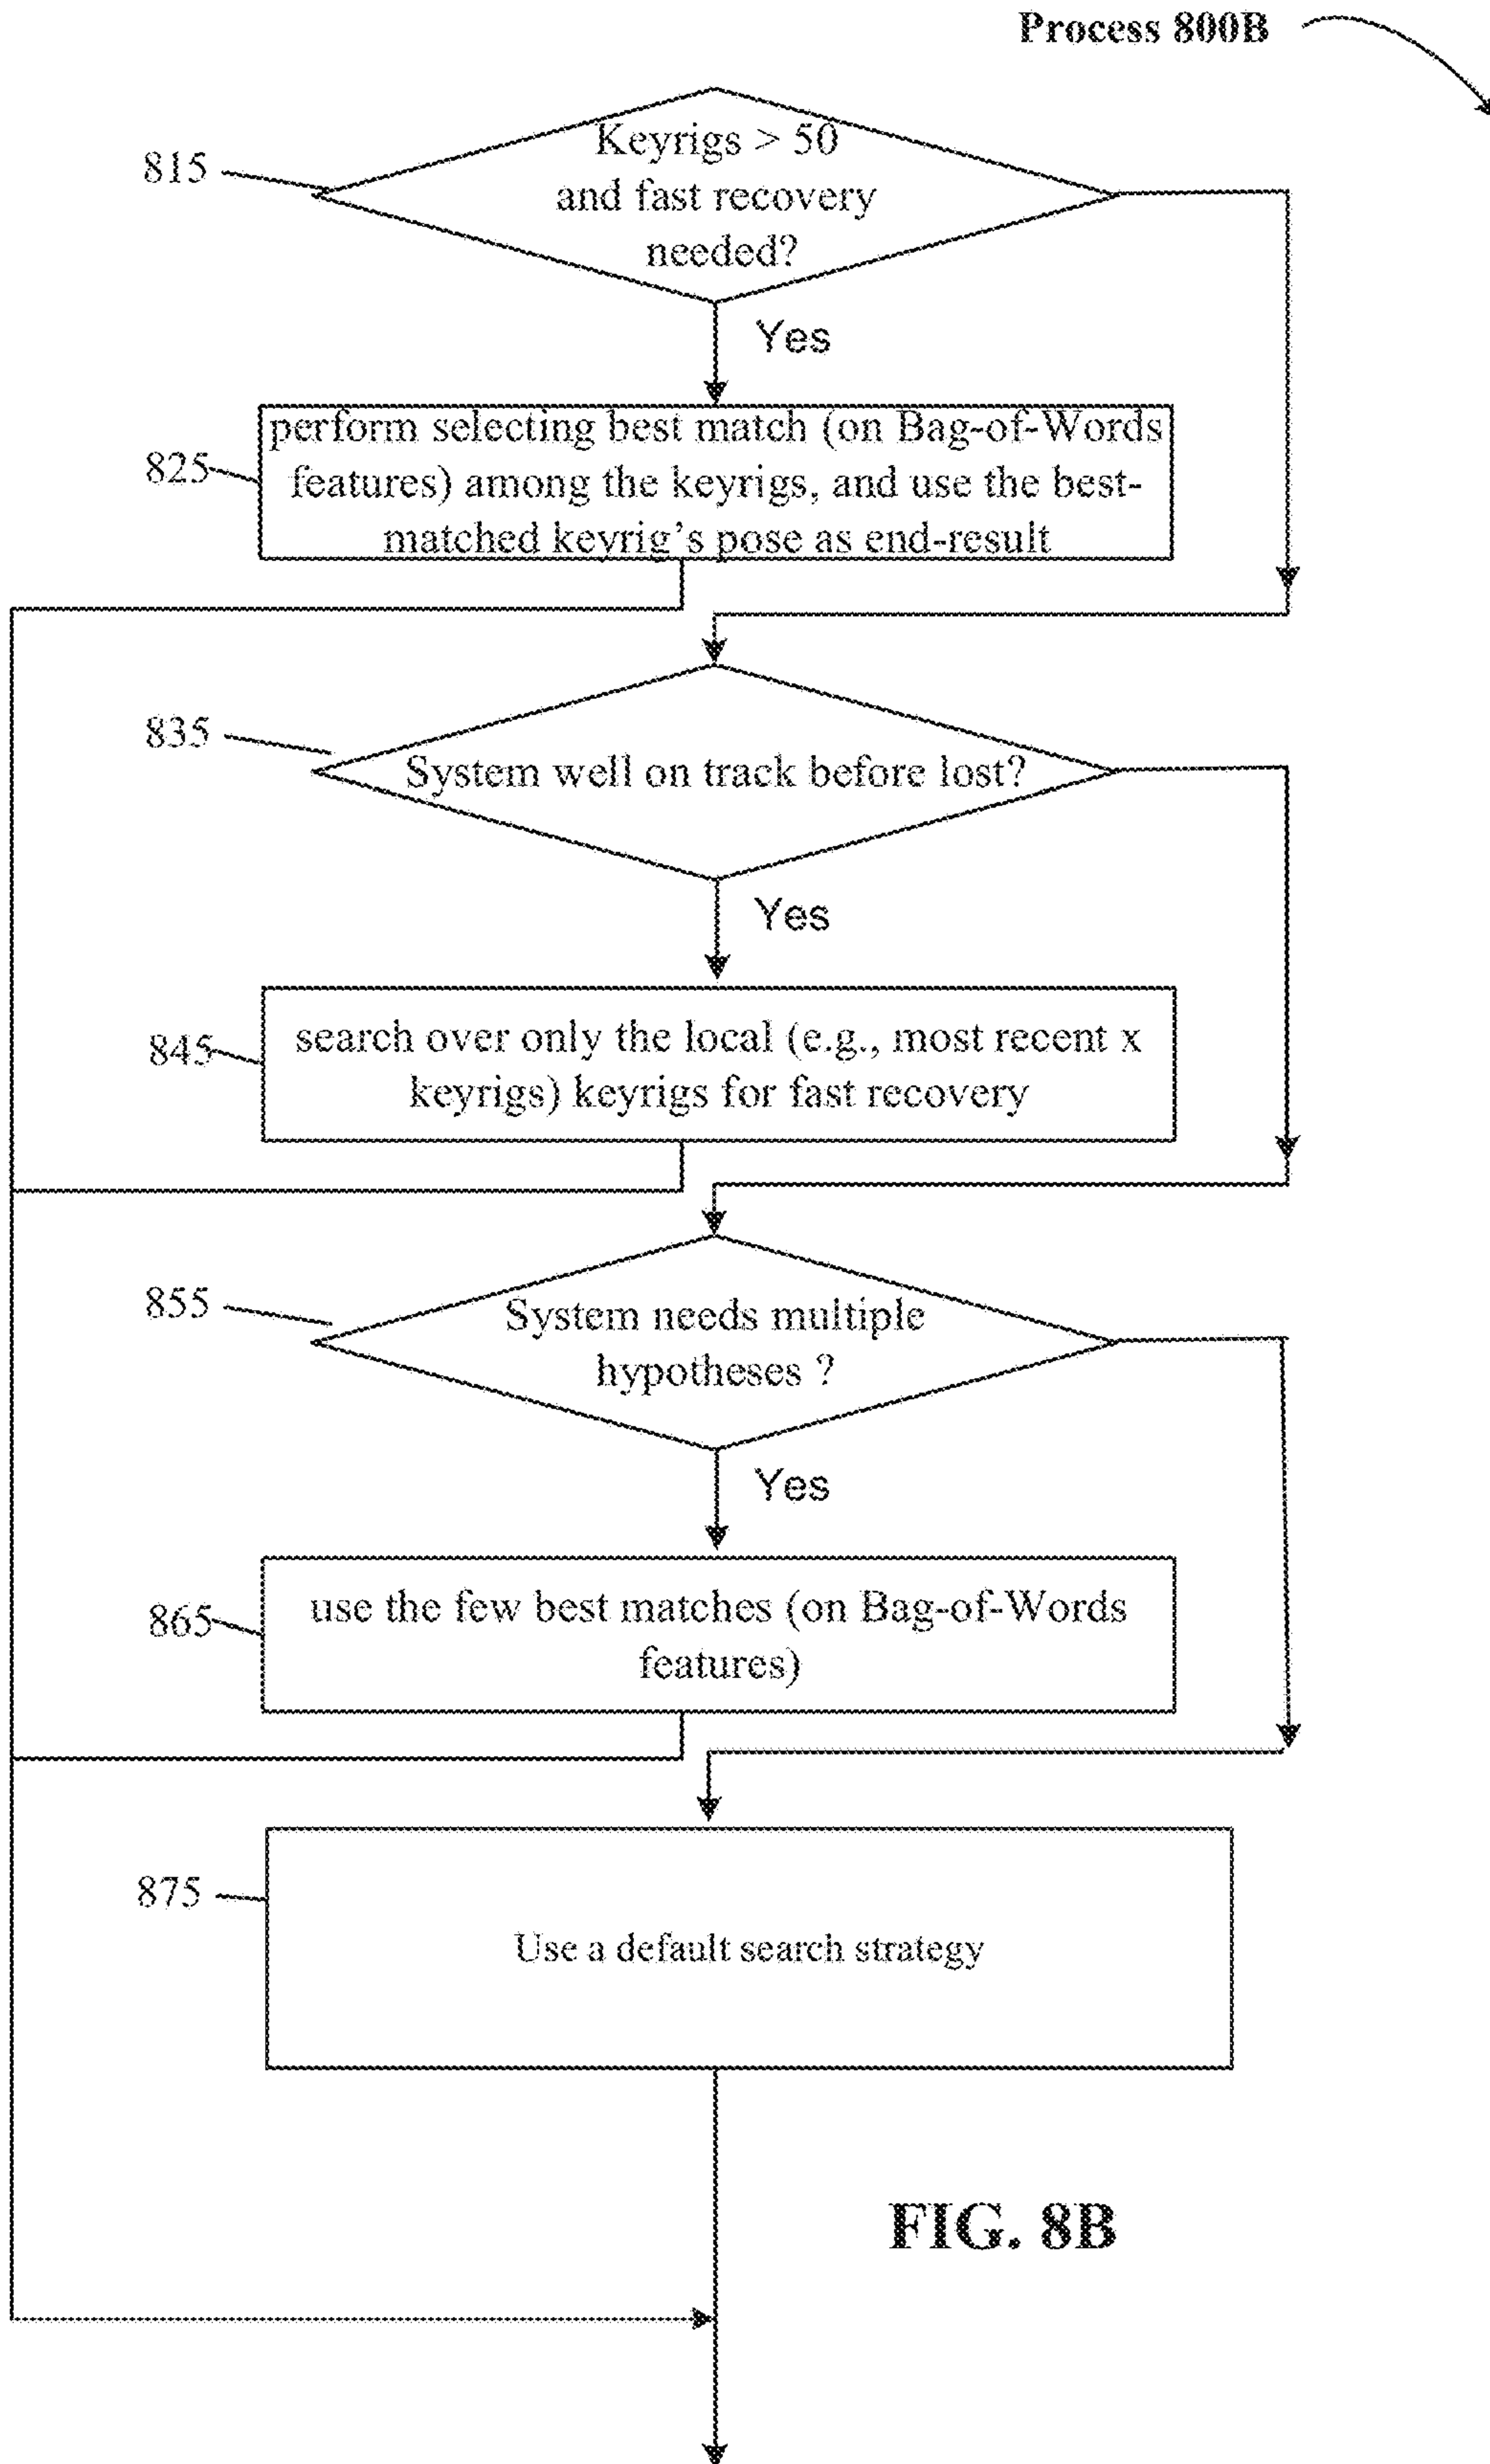 Process 800B
815
Keyrigs > 50
and fast recovery
needed?
Yes
825
perform selecting best match (on Bag-of-Words
features) among the keyrigs, and use the best-
matched keyrig's pose as end-result
835
System well on track before lost?
Yes
845
search over only the local (e.g., most recent x
keyrigs) keyrigs for fast recovery
855
System needs multiple
hypotheses ?
Yes
865
use the few best matches (on Bag-of-Words
features)
875
Use a default search strategy
FIG. 8B